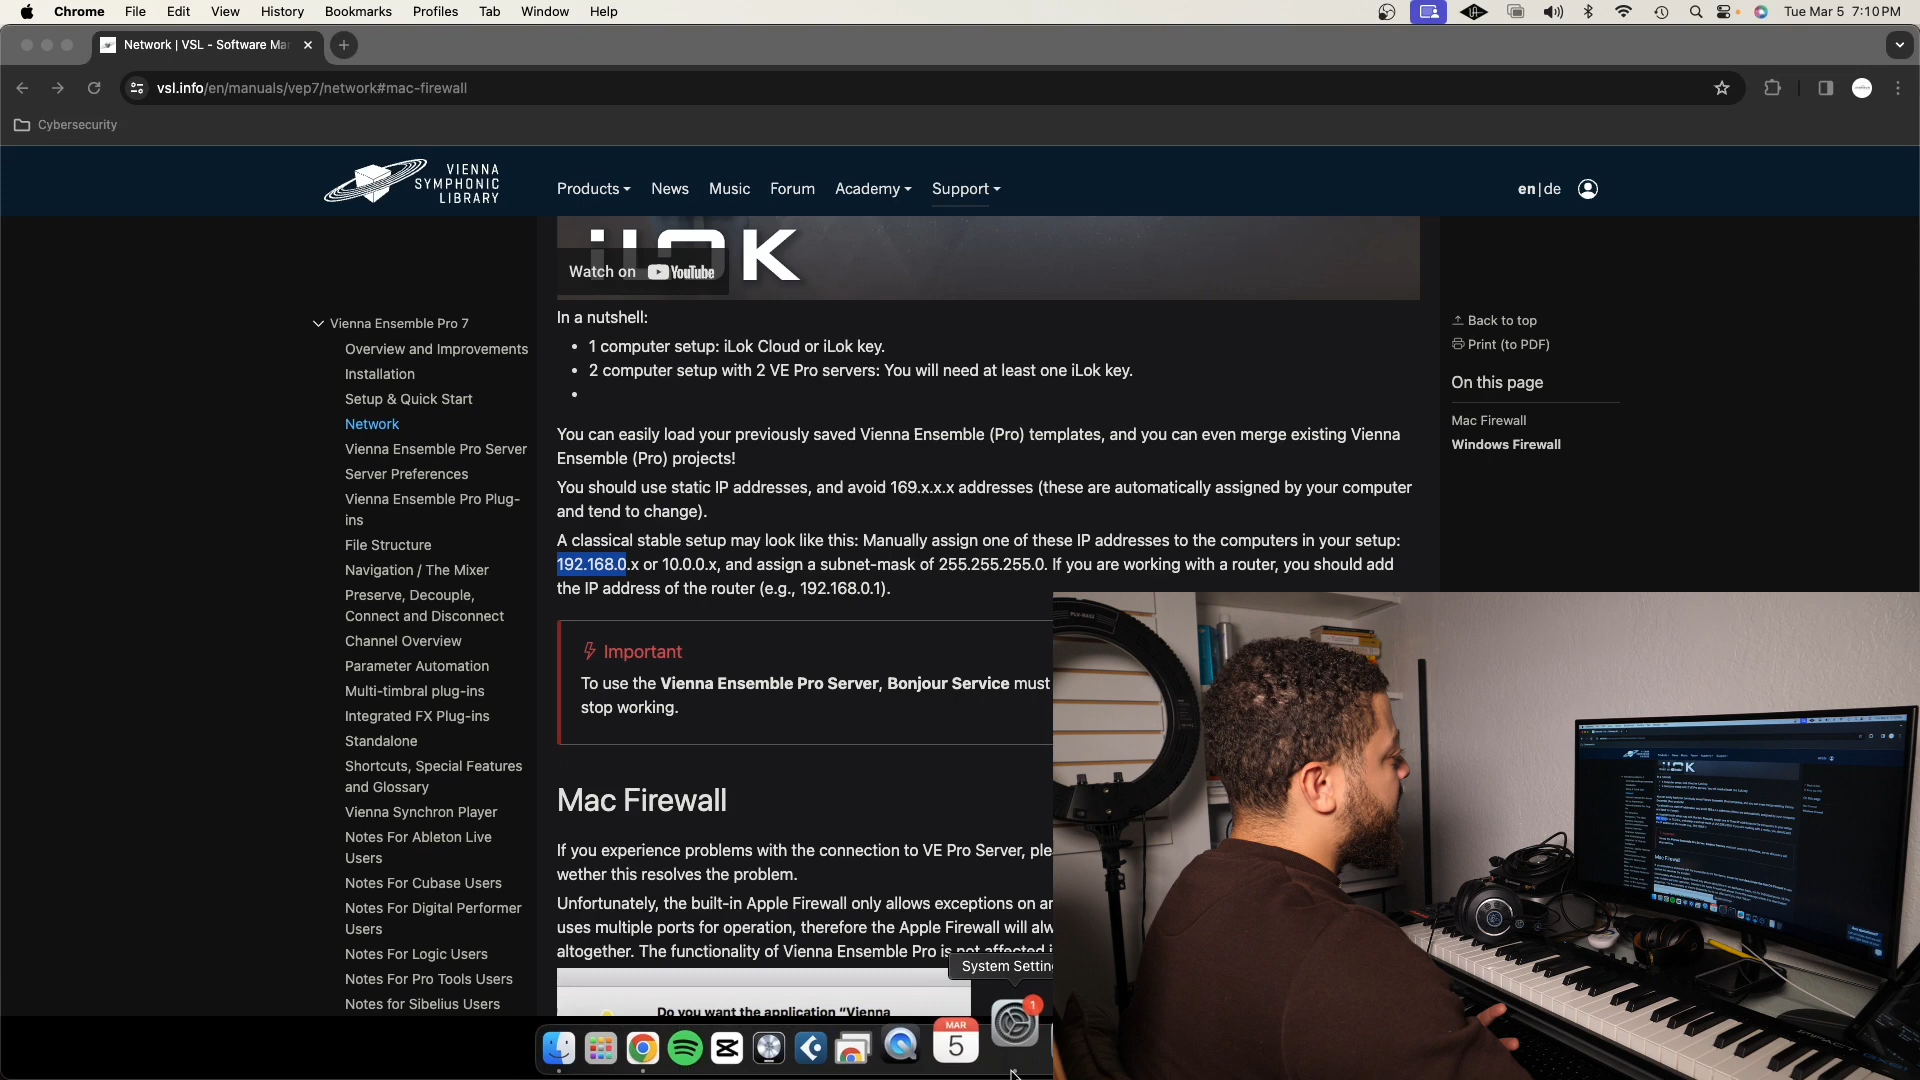 Chrome File Edit View History Bookmarks Profiles Tab Window Help
Tue Mar 5 7:10 PM
Network | VSL - Software Ma
vsl.info/en/manuals/vep7/network#mac-firewall
Cybersecurity
VIENNA
SYMPHONIC
LIBRARY
Products News Music Forum Academy Support
en|de
iLOK
Watch on YouTube
Vienna Ensemble Pro 7
Overview and Improvements
Installation
Setup & Quick Start
Network
Vienna Ensemble Pro Server
Server Preferences
Vienna Ensemble Pro Plug-
ins
File Structure
Navigation / The Mixer
Preserve, Decouple,
Connect and Disconnect
Channel Overview
Parameter Automation
Multi-timbral plug-ins
Integrated FX Plug-ins
Standalone
Shortcuts, Special Features
and Glossary
Vienna Synchron Player
Notes For Ableton Live
Users
Notes For Cubase Users
Notes For Digital Performer
Users
Notes For Logic Users
Notes For Pro Tools Users
Notes for Sibelius Users
In a nutshell:
• 1 computer setup: iLok Cloud or iLok key.
• 2 computer setup with 2 VE Pro servers: You will need at least one iLok key.
•
You can easily load your previously saved Vienna Ensemble (Pro) templates, and you can even merge existing Vienna
Ensemble (Pro) projects!
You should use static IP addresses, and avoid 169.x.x.x addresses (these are automatically assigned by your computer
and tend to change).
A classical stable setup may look like this: Manually assign one of these IP addresses to the computers in your setup:
192.168.0.x or 10.0.0.x, and assign a subnet-mask of 255.255.255.0. If you are working with a router, you should add
the IP address of the router (e.g., 192.168.0.1).
Important
To use the Vienna Ensemble Pro Server, Bonjour Service must
stop working.
Mac Firewall
If you experience problems with the connection to VE Pro Server, ple
wether this resolves the problem.
Unfortunately, the built-in Apple Firewall only allows exceptions on an
uses multiple ports for operation, therefore the Apple Firewall will alw
altogether. The functionality of Vienna Ensemble Pro is not affected i
Do you want the application "Vienna
Back to top
Print (to PDF)
On this page
Mac Firewall
Windows Firewall
System Setting
1
MAR
5